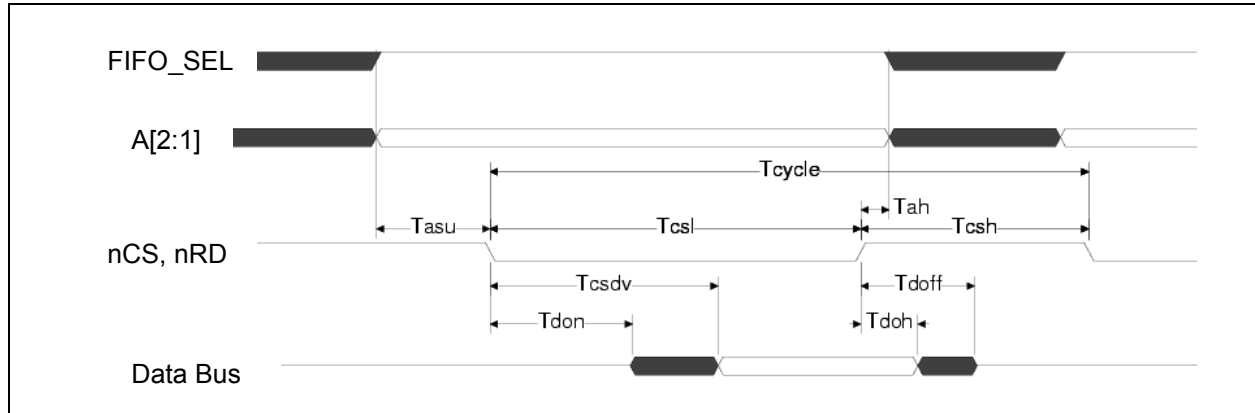 FIFO_SEL
A[2:1]
Tcycle
Tah
Tasu
Tcsl
Tcsh
nCS, nRD
Tcsdv
Tdoff
Tdon
Tdoh
Data Bus